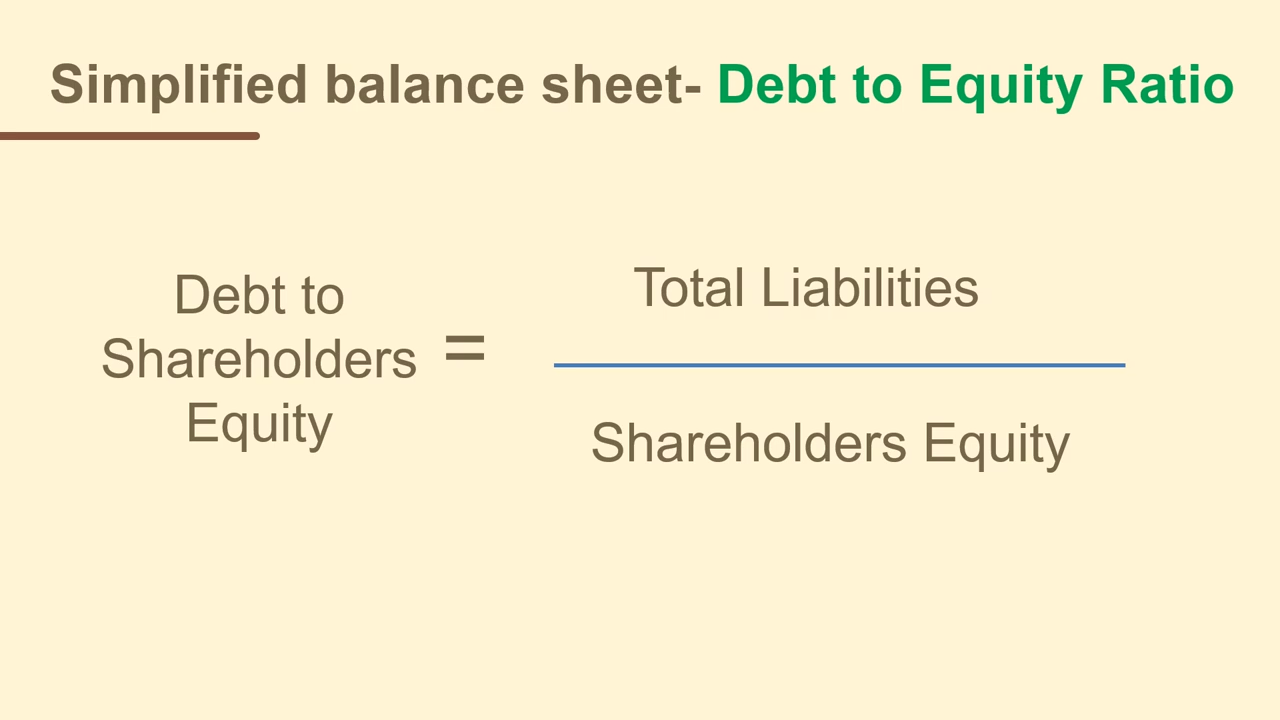 Simplified balance sheet- Debt to Equity Ratio
Debt to
Shareholders
Equity
=
Total Liabilities
Shareholders Equity